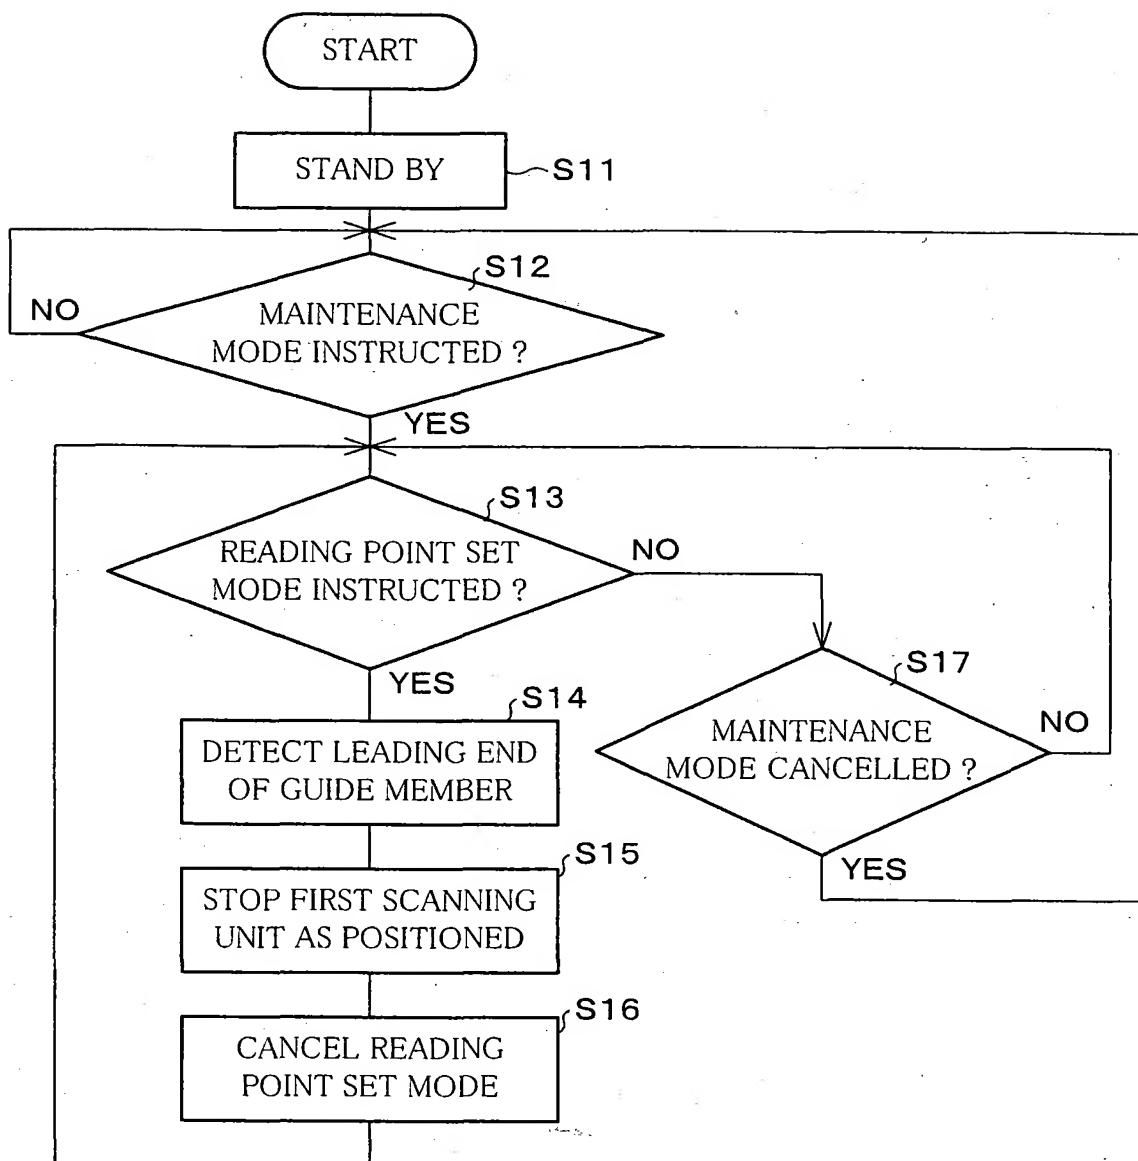 START
STAND BY
S11
S12
NO
MAINTENANCE
MODE INSTRUCTED ?
YES
S13
READING POINT SET
MODE INSTRUCTED ?
NO
YES
S17
MAINTENANCE
MODE CANCELLED ?
NO
YES
S14
DETECT LEADING END
OF GUIDE MEMBER
S15
STOP FIRST SCANNING
UNIT AS POSITIONED
S16
CANCEL READING
POINT SET MODE